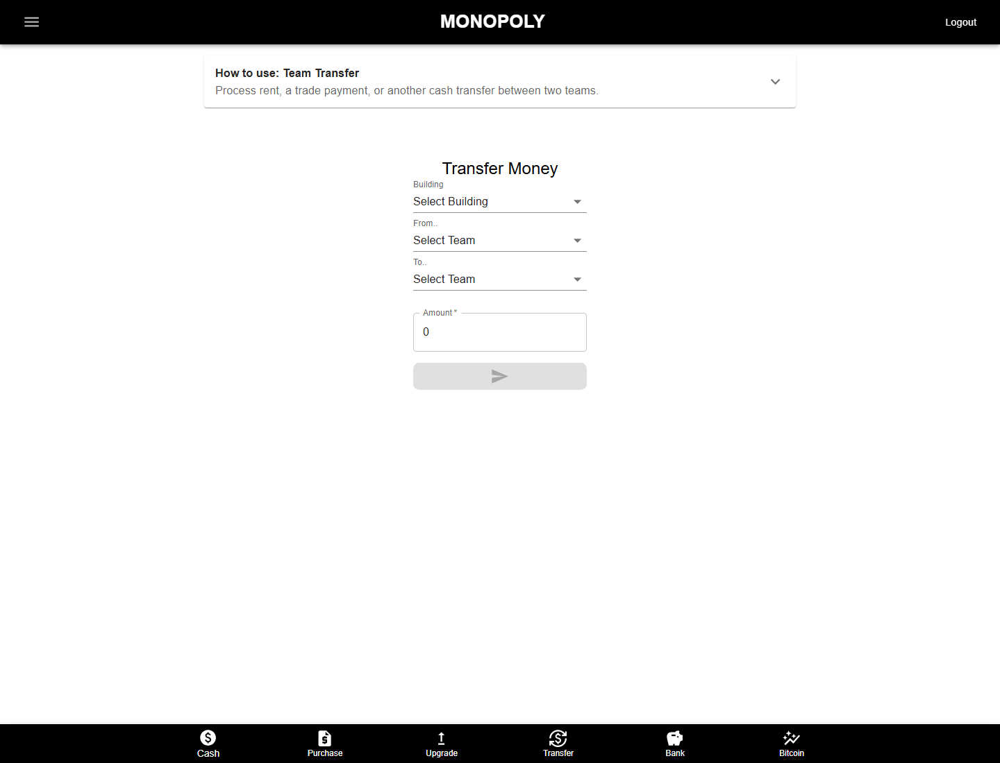 MONOPOLY
Logout
How to use: Team Transfer
Process rent, a trade payment, or another cash transfer between two teams.
Transfer Money
Building
Select Building
From..
Select Team
To..
Select Team
Amount *
0
Cash
Purchase
Upgrade
Transfer
Bank
Bitcoin